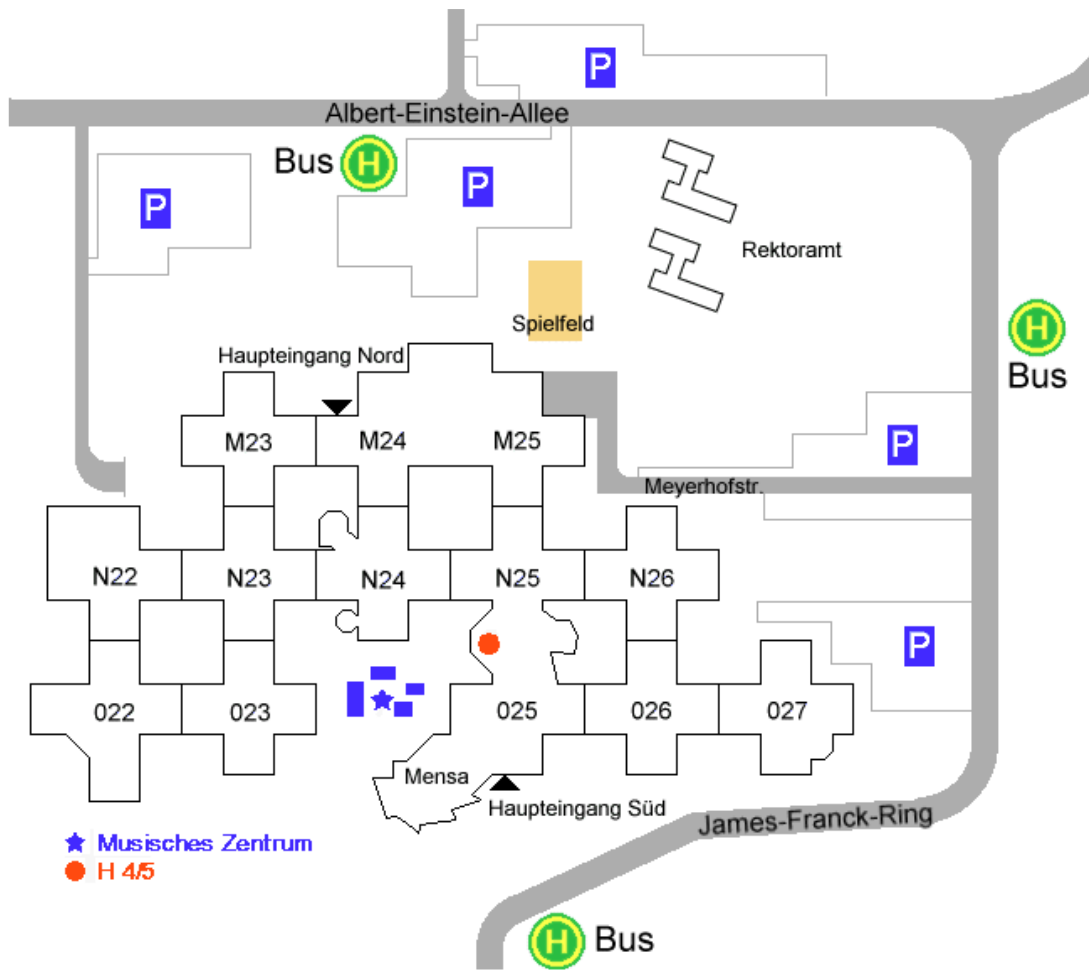 P
Albert-Einstein-Allee
Bus H
P
P
Rektoramt
Spielfeld
H
Bus
Haupteingang Nord
M23
M24
M25
P
Meyerhofstr.
N22
N23
N24
N25
N26
P
022
023
025
026
027
Mensa
Haupteingang Süd
James-Franck-Ring
Musisches Zentrum
H 4/5
H Bus